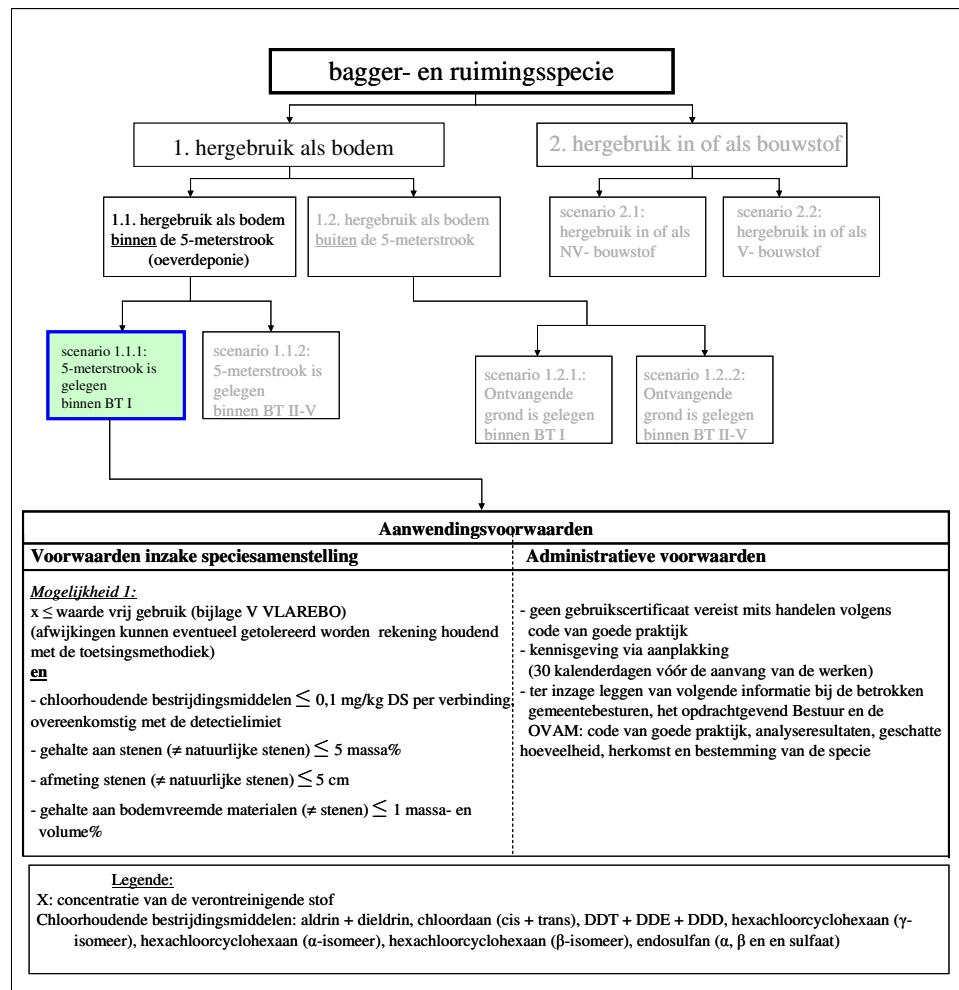 bagger- en ruimingsspecie
1. hergebruik als bodem
2. hergebruik in of als bouwstof
1.1. hergebruik als bodem
binnen de 5-meterstrook
(oeverdeponie)
1.2. hergebruik als bodem
buiten de 5-meterstrook
scenario 2.1:
hergebruik in of als
NV- bouwstof
scenario 2.2:
hergebruik in of als
V- bouwstof
scenario 1.1.1:
5-meterstrook is
gelegen
binnen BT I
scenario 1.1.2:
5-meterstrook is
gelegen
binnen BT II-V
scenario 1.2.1.:
Ontvangende
grond is gelegen
binnen BT I
scenario 1.2..2:
Ontvangende
grond is gelegen
binnen BT II-V
Aanwendingsvoorwaarden
Voorwaarden inzake speciesamenstelling
Mogelijkheid 1:
x ≤ waarde vrij gebruik (bijlage V VLAREBO)
(afwijkingen kunnen eventueel getolereerd worden rekening houdend
met de toetsingsmethodiek)
en
- chloorhoudende bestrijdingsmiddelen ≤ 0,1 mg/kg DS per verbinding,
overeenkomstig met de detectielimiet
- gehalte aan stenen (≠ natuurlijke stenen) ≤ 5 massa%
- afmeting stenen (≠ natuurlijke stenen) ≤ 5 cm
- gehalte aan bodemvreemde materialen (≠ stenen) ≤ 1 massa- en
volume%
Administratieve voorwaarden
- geen gebruikscertificaat vereist mits handelen volgens
code van goede praktijk
- kennisgeving via aanplakking
(30 kalenderdagen vóór de aanvang van de werken)
- ter inzage leggen van volgende informatie bij de betrokken
gemeentebesturen, het opdrachtgevend Bestuur en de
OVAM: code van goede praktijk, analyseresultaten, geschatte
hoeveelheid, herkomst en bestemming van de specie
Legende:
X: concentratie van de verontreinigende stof
Chloorhoudende bestrijdingsmiddelen: aldrin + dieldrin, chloordaan (cis + trans), DDT + DDE + DDD, hexachloorcyclohexaan (γ-
isomeer), hexachloorcyclohexaan (α-isomeer), hexachloorcyclohexaan (β-isomeer), endosulfan (α, β en en sulfaat)